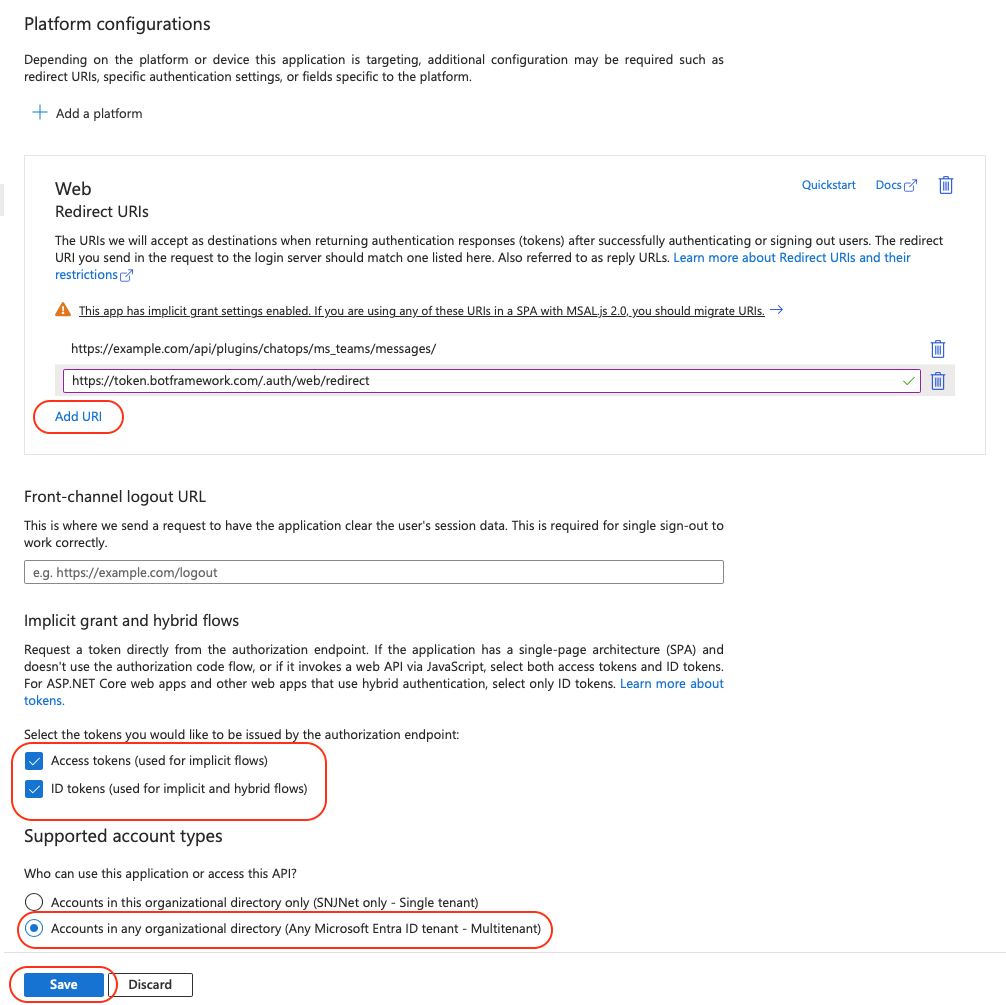 Platform configurations
Depending on the platform or device this application is targeting, additional configuration may be required such as
redirect URIs, specific authentication settings, or fields specific to the platform.
Add a platform
Web
Quickstart
Docs
Redirect URIs
The URIs we will accept as destinations when returning authentication responses (tokens) after successfully authenticating or signing out users. The redirect
URI you send in the request to the login server should match one listed here. Also referred to as reply URLs. Learn more about Redirect URIs and their
restrictions
This app has implicit grant settings enabled. If you are using any of these URIs in a SPA with MSAL.js 2.0, you should migrate URIs.
https://example.com/api/plugins/chatops/ms_teams/messages/
https://token.botframework.com/.auth/web/redirect
Add URI
Front-channel logout URL
This is where we send a request to have the application clear the user's session data. This is required for single sign-out to
work correctly.
e.g. https://example.com/logout
Implicit grant and hybrid flows
Request a token directly from the authorization endpoint. If the application has a single-page architecture (SPA) and
doesn't use the authorization code flow, or if it invokes a web API via JavaScript, select both access tokens and ID tokens.
For ASP.NET Core web apps and other web apps that use hybrid authentication, select only ID tokens. Learn more about
tokens.
Select the tokens you would like to be issued by the authorization endpoint:
Access tokens (used for implicit flows)
ID tokens (used for implicit and hybrid flows)
Supported account types
Who can use this application or access this API?
Accounts in this organizational directory only (SNJNet only - Single tenant)
Accounts in any organizational directory (Any Microsoft Entra ID tenant - Multitenant)
Save
Discard